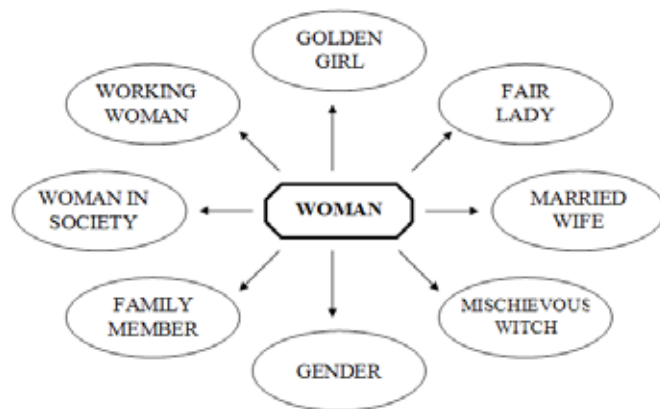 GOLDEN
GIRL
WORKING
WOMAN
FAIR
LADY
WOMAN IN
SOCIETY
WOMAN
MARRIED
WIFE
FAMILY
MEMBER
MISCHIEVOUS
WITCH
GENDER